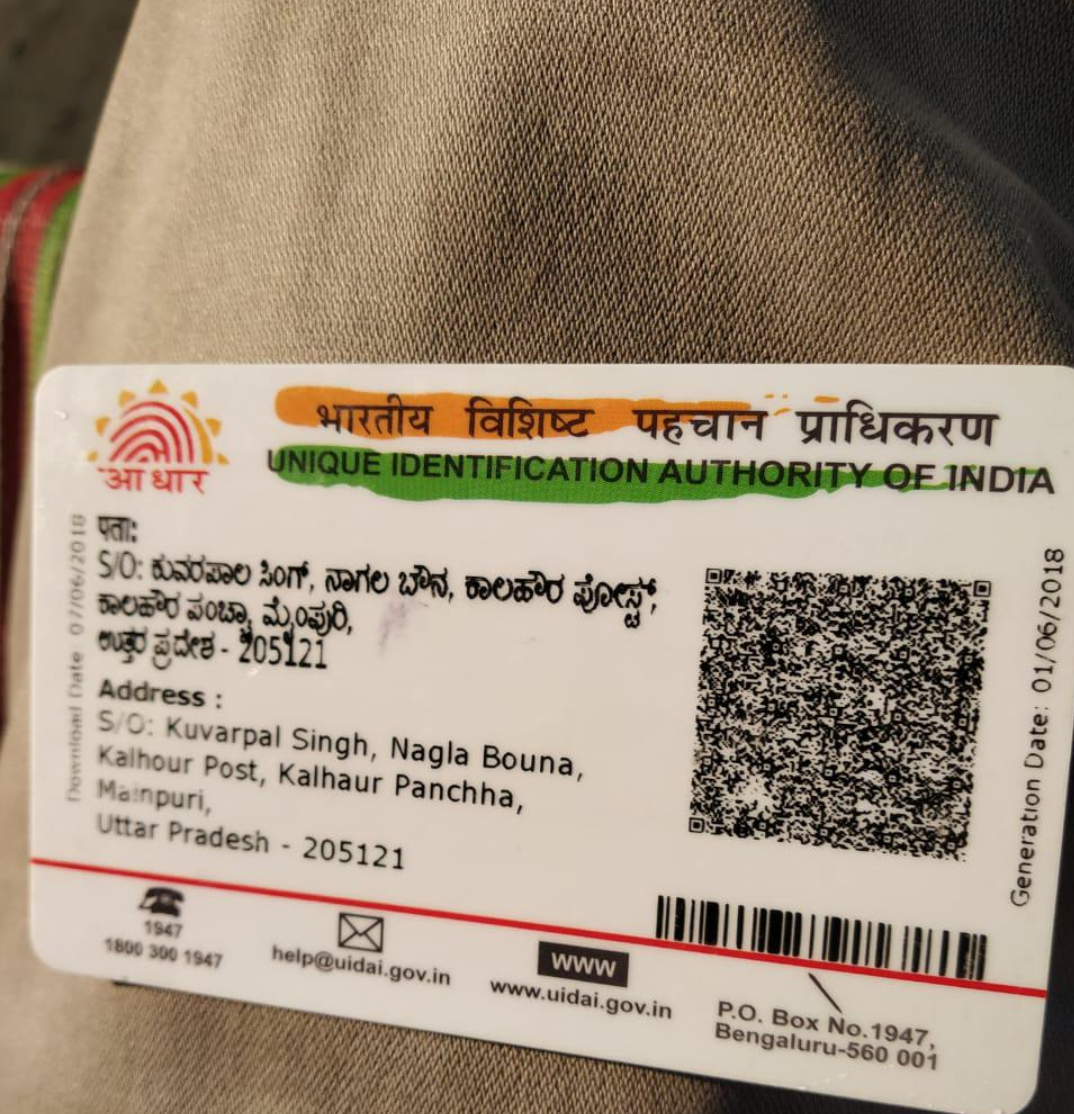 आधार
भारतीय विशिष्ट पहचान प्राधिकरण
UNIQUE IDENTIFICATION AUTHORITY OF INDIA
Download Date 07/06/2018
पता:
S/O: ಕುವರಪಾಲ ಸಿಂಗ್, ನಾಗಲ ಬೌನ, ಕಾಲಹೌರ ಪೋಸ್ಟ್,
ಕಾಲಹೌರ ಪಂಚ್ಛಾ, ಮೈಂಪುರಿ,
ಉತ್ತರ ಪ್ರದೇಶ - 205121
Address :
S/O: Kuvarpal Singh, Nagla Bouna,
Kalhour Post, Kalhaur Panchha,
Mainpuri,
Uttar Pradesh - 205121
Generation Date: 01/06/2018
1947
1800 300 1947
help@uidai.gov.in
WWW
www.uidai.gov.in
P.O. Box No.1947,
Bengaluru-560 001